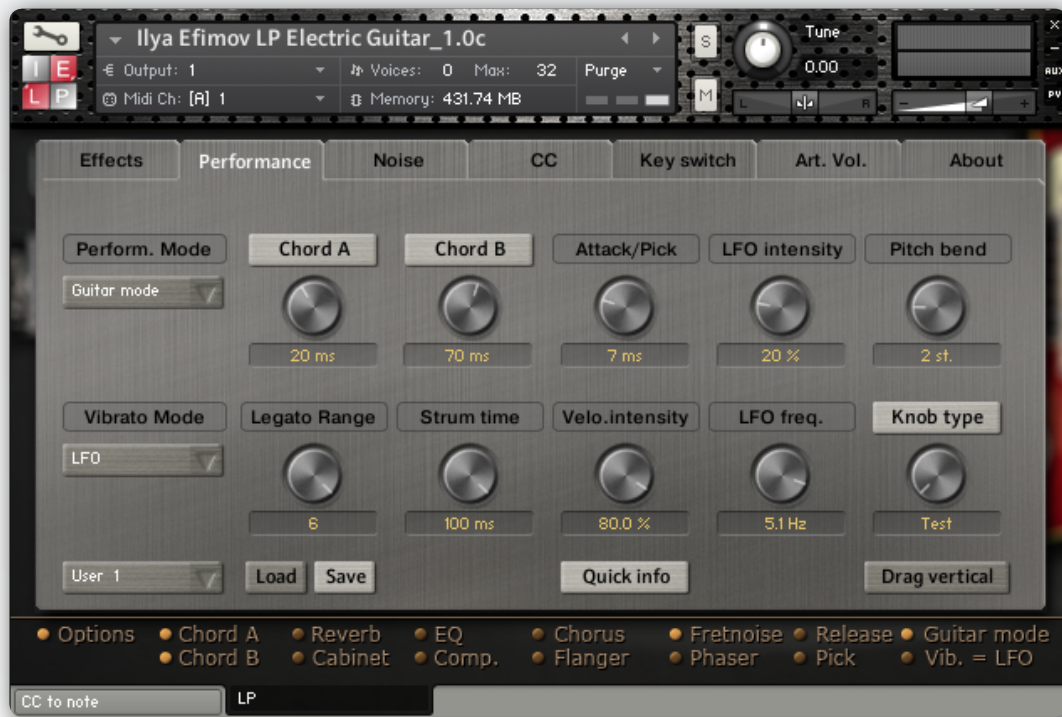 Ilya Efimov LP Electric Guitar_1.0c
S
Tune
0.00
I E,
L P
Output: 1
Voices: 0 Max: 32
Purge
AUX
Midi Ch: [A] 1
Memory: 431.74 MB
M
L R
- +
PV
Effects Performance Noise CC Key switch Art. Vol. About
Perform. Mode Chord A Chord B Attack/Pick LFO intensity Pitch bend
Guitar mode
20 ms 70 ms 7 ms 20 % 2 st.
Vibrato Mode Legato Range Strum time Velo.intensity LFO freq. Knob type
LFO
6 100 ms 80.0 % 5.1 Hz Test
User 1 Load Save Quick info Drag vertical
Options Chord A Reverb EQ Chorus Fretnoise Release Guitar mode
Chord B Cabinet Comp. Flanger Phaser Pick Vib. = LFO
CC to note LP